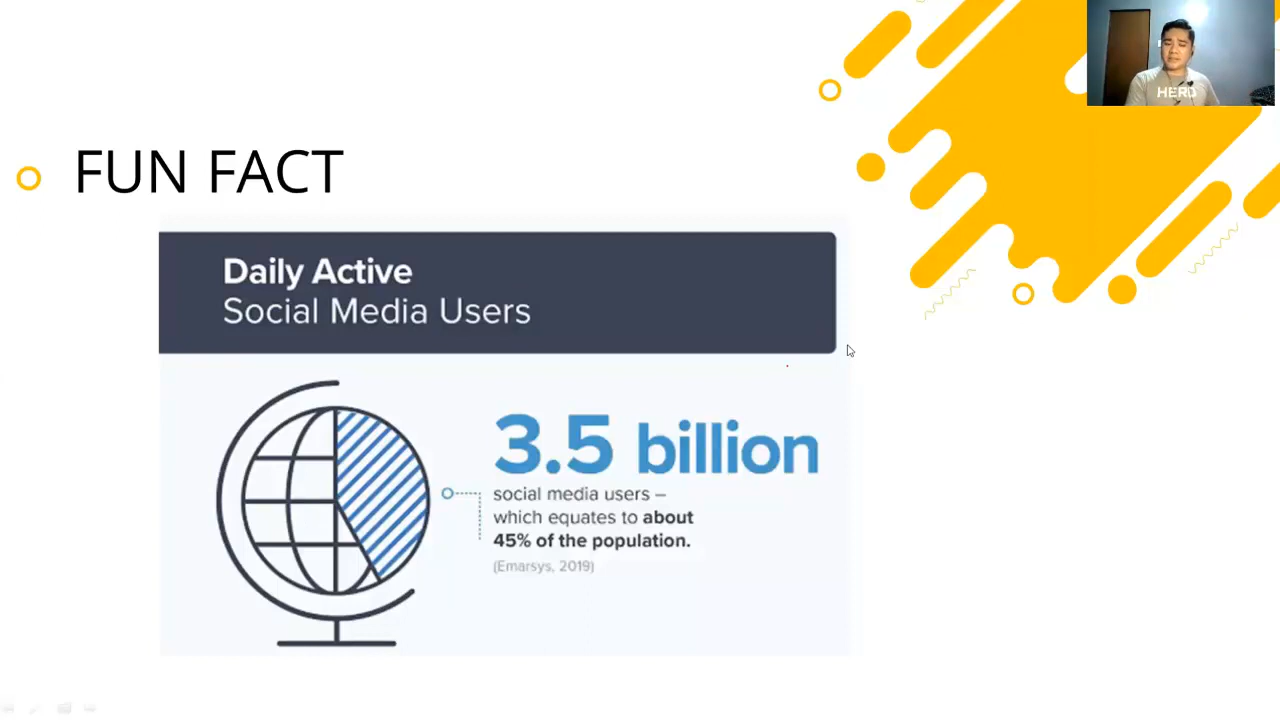 HERO
FUN FACT
Daily Active
Social Media Users
3.5 billion
social media users –
which equates to about
45% of the population.
(Emarsys, 2019)